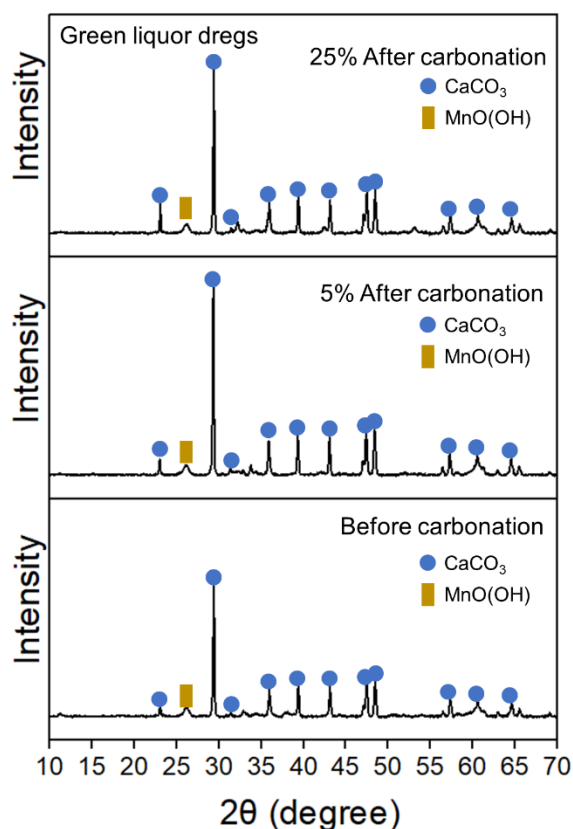 Green liquor dregs
25% After carbonation
CaCO₃
MnO(OH)
Intensity
5% After carbonation
CaCO₃
MnO(OH)
Intensity
Before carbonation
CaCO₃
MnO(OH)
Intensity
10 15 20 25 30 35 40 45 50 55 60 65 70
2θ (degree)